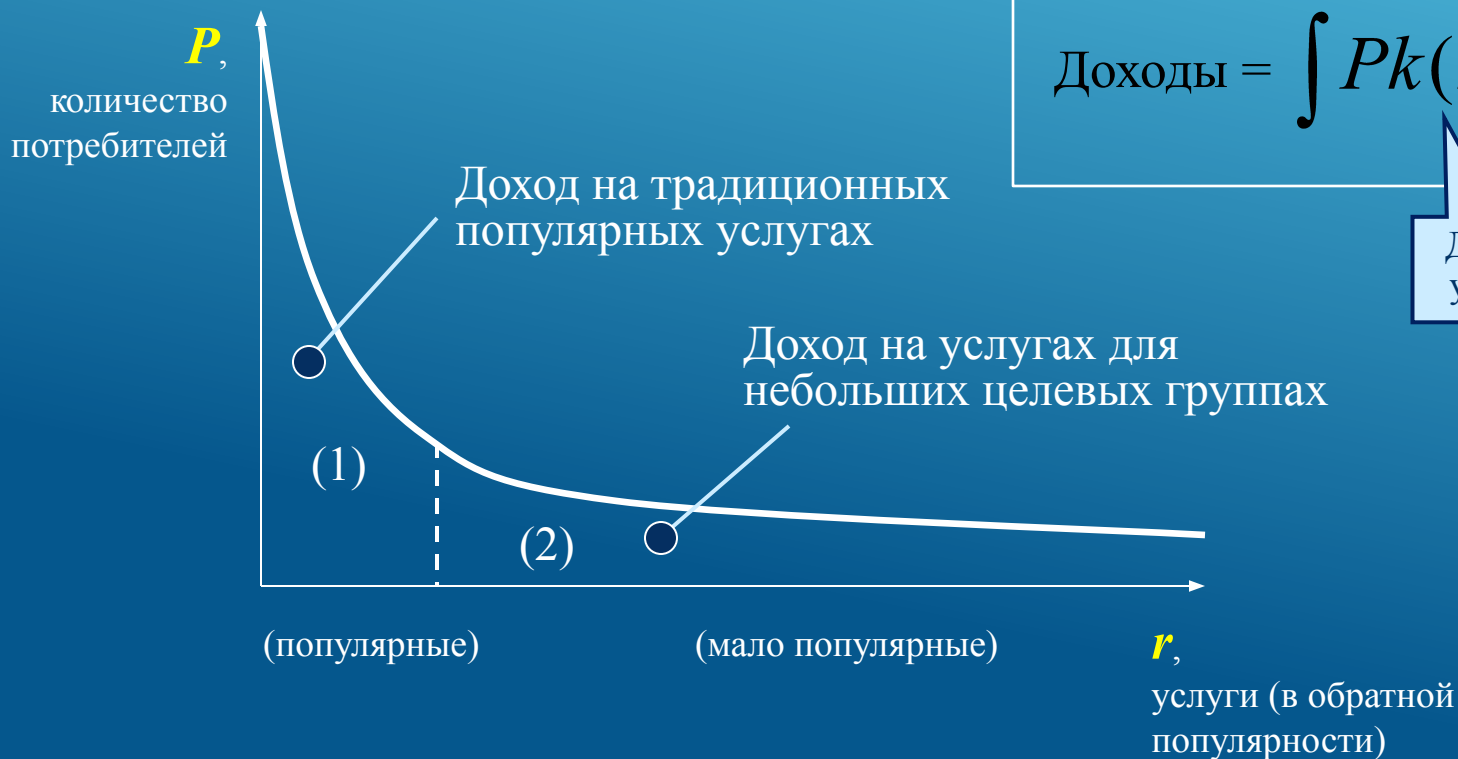 P,
количество
потребителей
Доходы = ∫ Pk(
Доход на традиционных
популярных услугах
Доход на услугах для
небольших целевых группах
(1)
(2)
(популярные)
(мало популярные)
r,
услуги (в обратной
популярности)